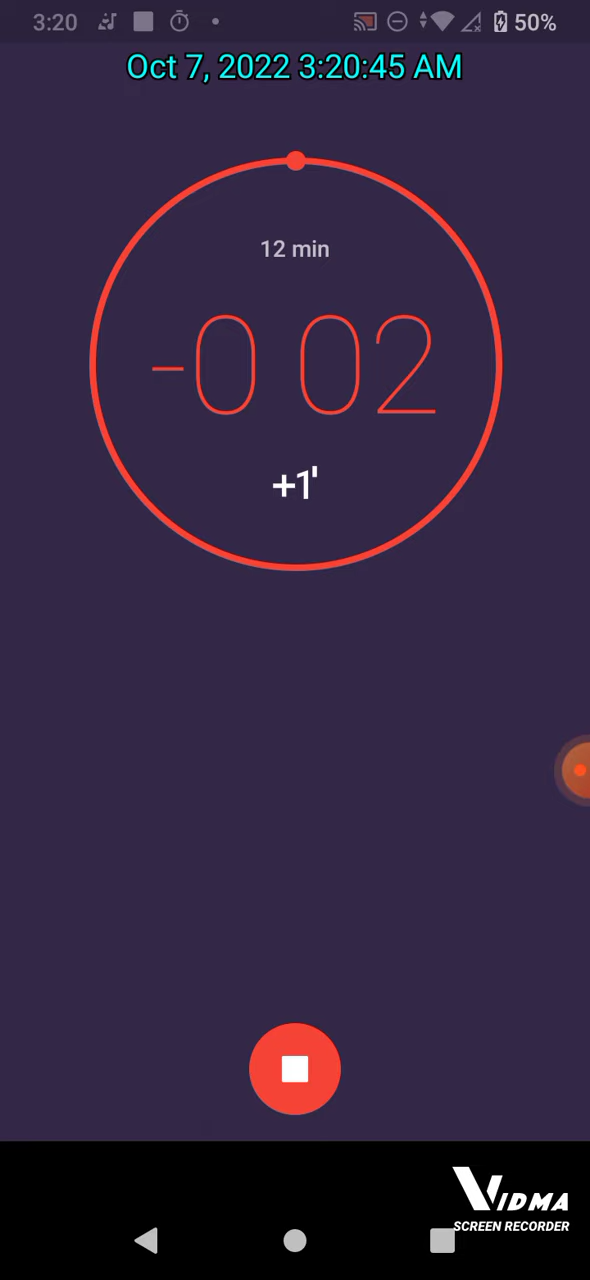 3:20 50%
Oct 7, 2022 3:20:45 AM
12 min
-0 02
+1'
VIDMA
SCREEN RECORDER